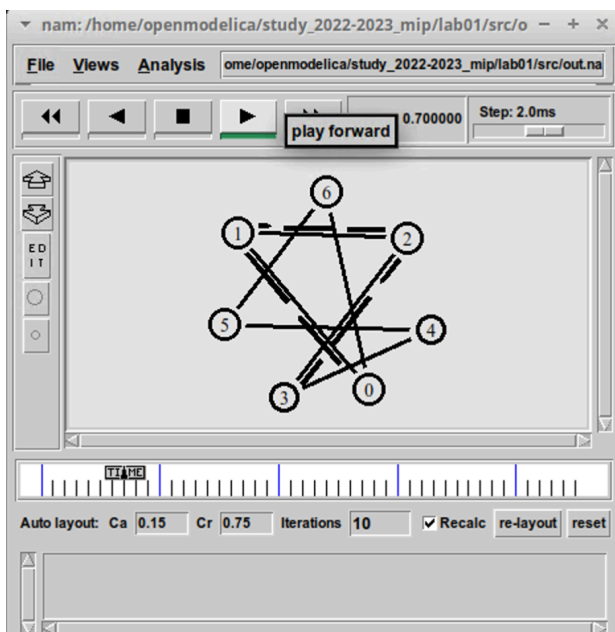 nam: /home/openmodelica/study_2022-2023_mip/lab01/src/o
File Views Analysis ome/openmodelica/study_2022-2023_mip/lab01/src/out.na
0.700000 Step: 2.0ms
play forward
6
1
2
ED
IT
5
4
3
0
TIME
Auto layout: Ca 0.15 Cr 0.75 Iterations 10 Recalc re-layout reset